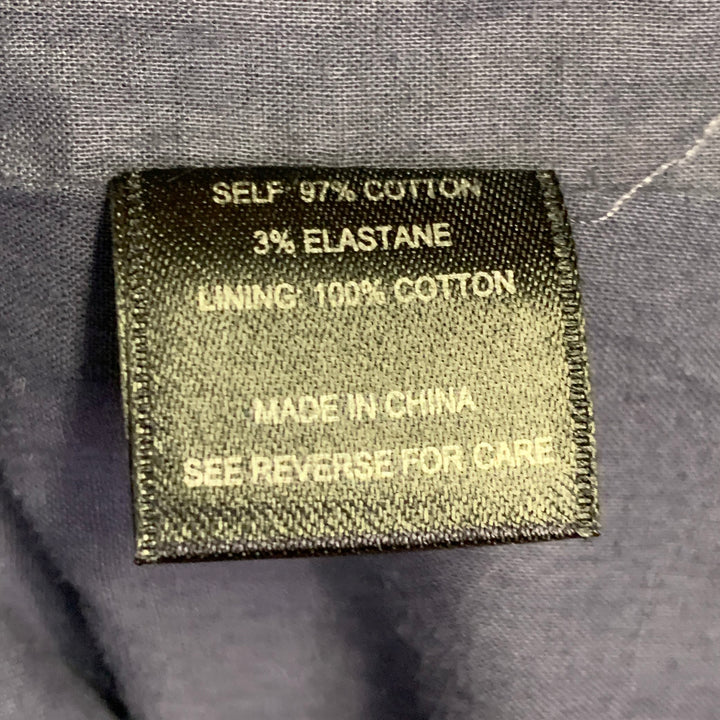 SELF 97% COTTON
3% ELASTANE
LINING: 100% COTTON
MADE IN CHINA
SEE REVERSE FOR CARE